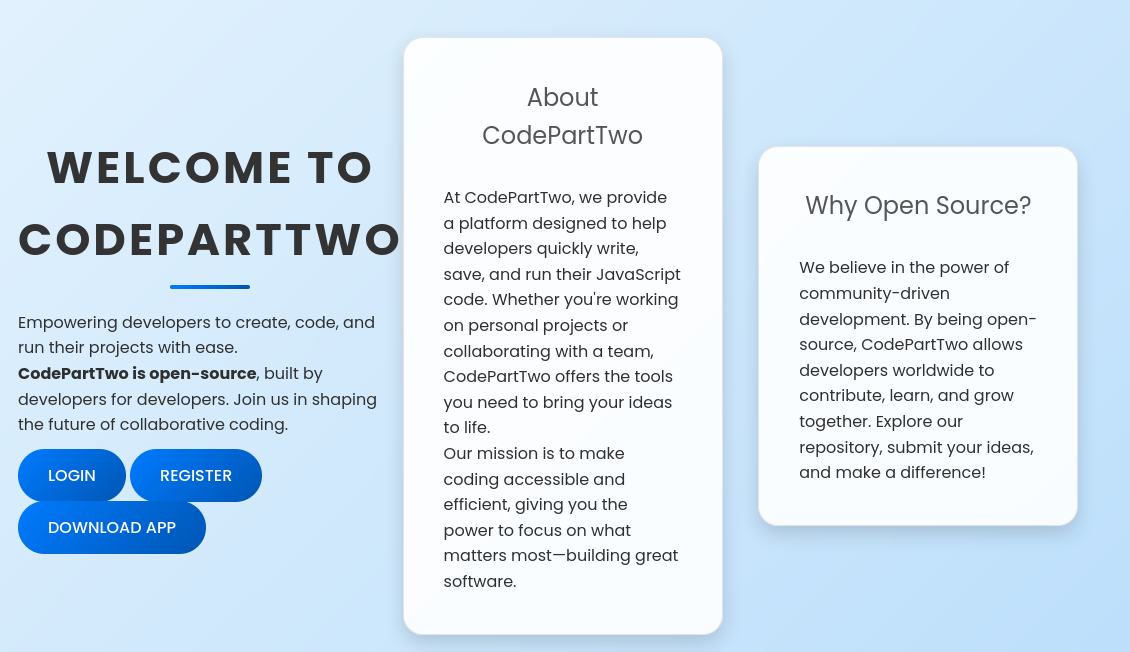 WELCOME TO
CODEPARTTWO
Empowering developers to create, code, and
run their projects with ease.
CodePartTwo is open-source, built by
developers for developers. Join us in shaping
the future of collaborative coding.
LOGIN
REGISTER
DOWNLOAD APP
About
CodePartTwo
At CodePartTwo, we provide
a platform designed to help
developers quickly write,
save, and run their JavaScript
code. Whether you're working
on personal projects or
collaborating with a team,
CodePartTwo offers the tools
you need to bring your ideas
to life.
Our mission is to make
coding accessible and
efficient, giving you the
power to focus on what
matters most—building great
software.
Why Open Source?
We believe in the power of
community-driven
development. By being open-
source, CodePartTwo allows
developers worldwide to
contribute, learn, and grow
together. Explore our
repository, submit your ideas,
and make a difference!